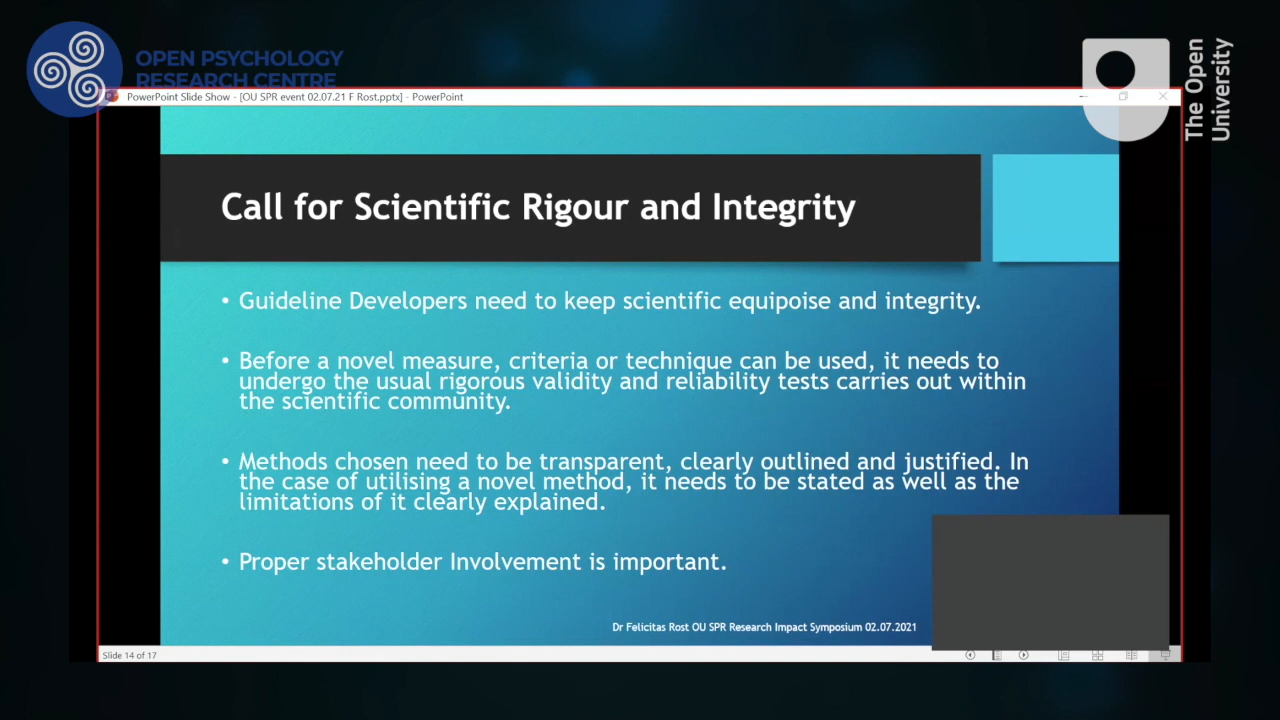 OPEN PSYCHOLOGY
RESEARCH CENTRE
The Open
University
PowerPoint Slide Show - [OU SPR event 02.07.21 F Rost.pptx] - PowerPoint
Call for Scientific Rigour and Integrity
• Guideline Developers need to keep scientific equipoise and integrity.
• Before a novel measure, criteria or technique can be used, it needs to
undergo the usual rigorous validity and reliability tests carries out within
the scientific community.
• Methods chosen need to be transparent, clearly outlined and justified. In
the case of utilising a novel method, it needs to be stated as well as the
limitations of it clearly explained.
• Proper stakeholder Involvement is important.
Dr Felicitas Rost OU SPR Research Impact Symposium 02.07.2021
Slide 14 of 17